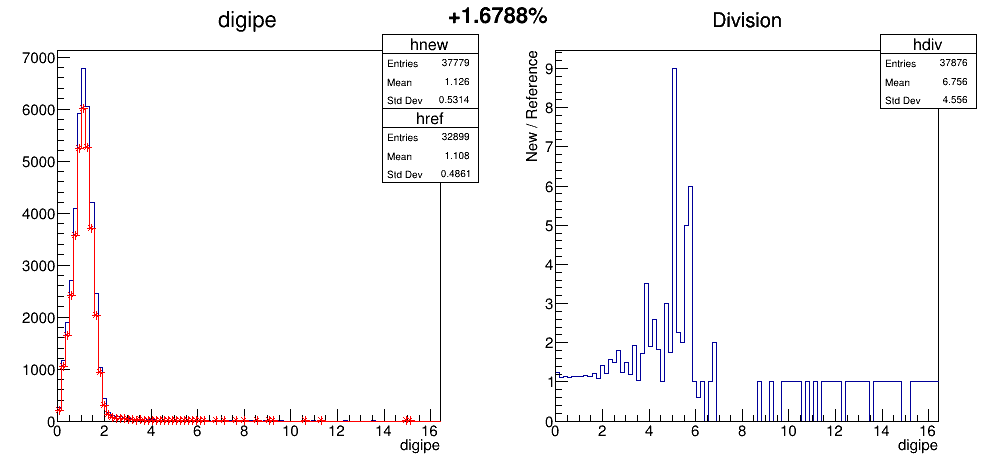 +1.6788%
digipe
hnew
Entries 37779
Mean 1.126
Std Dev 0.5314
href
Entries 32899
Mean 1.108
Std Dev 0.4861
7000
6000
5000
4000
3000
2000
1000
0
0 2 4 6 8 10 12 14 16
digipe
Division
hdiv
Entries 37876
Mean 6.756
Std Dev 4.556
New / Reference
9
8
7
6
5
4
3
2
1
0
0 2 4 6 8 10 12 14 16
digipe